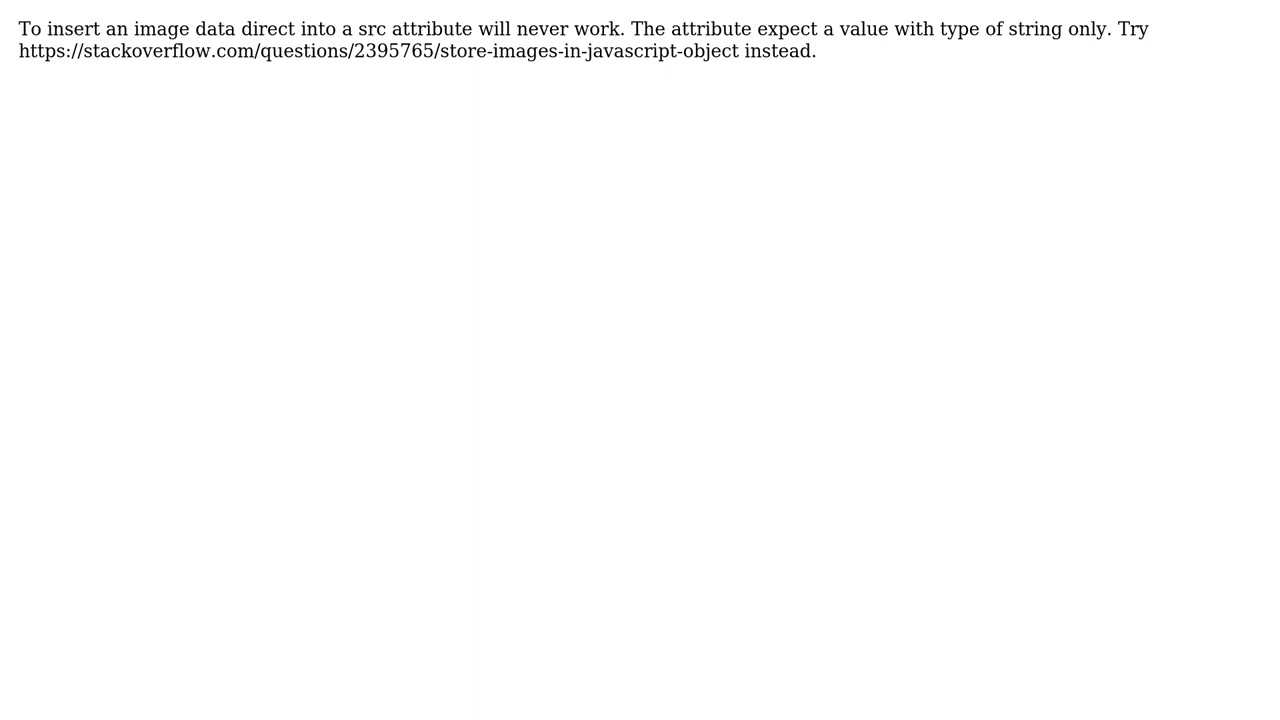 To insert an image data direct into a src attribute will never work. The attribute expect a value with type of string only. Try
https://stackoverflow.com/questions/2395765/store-images-in-javascript-object instead.